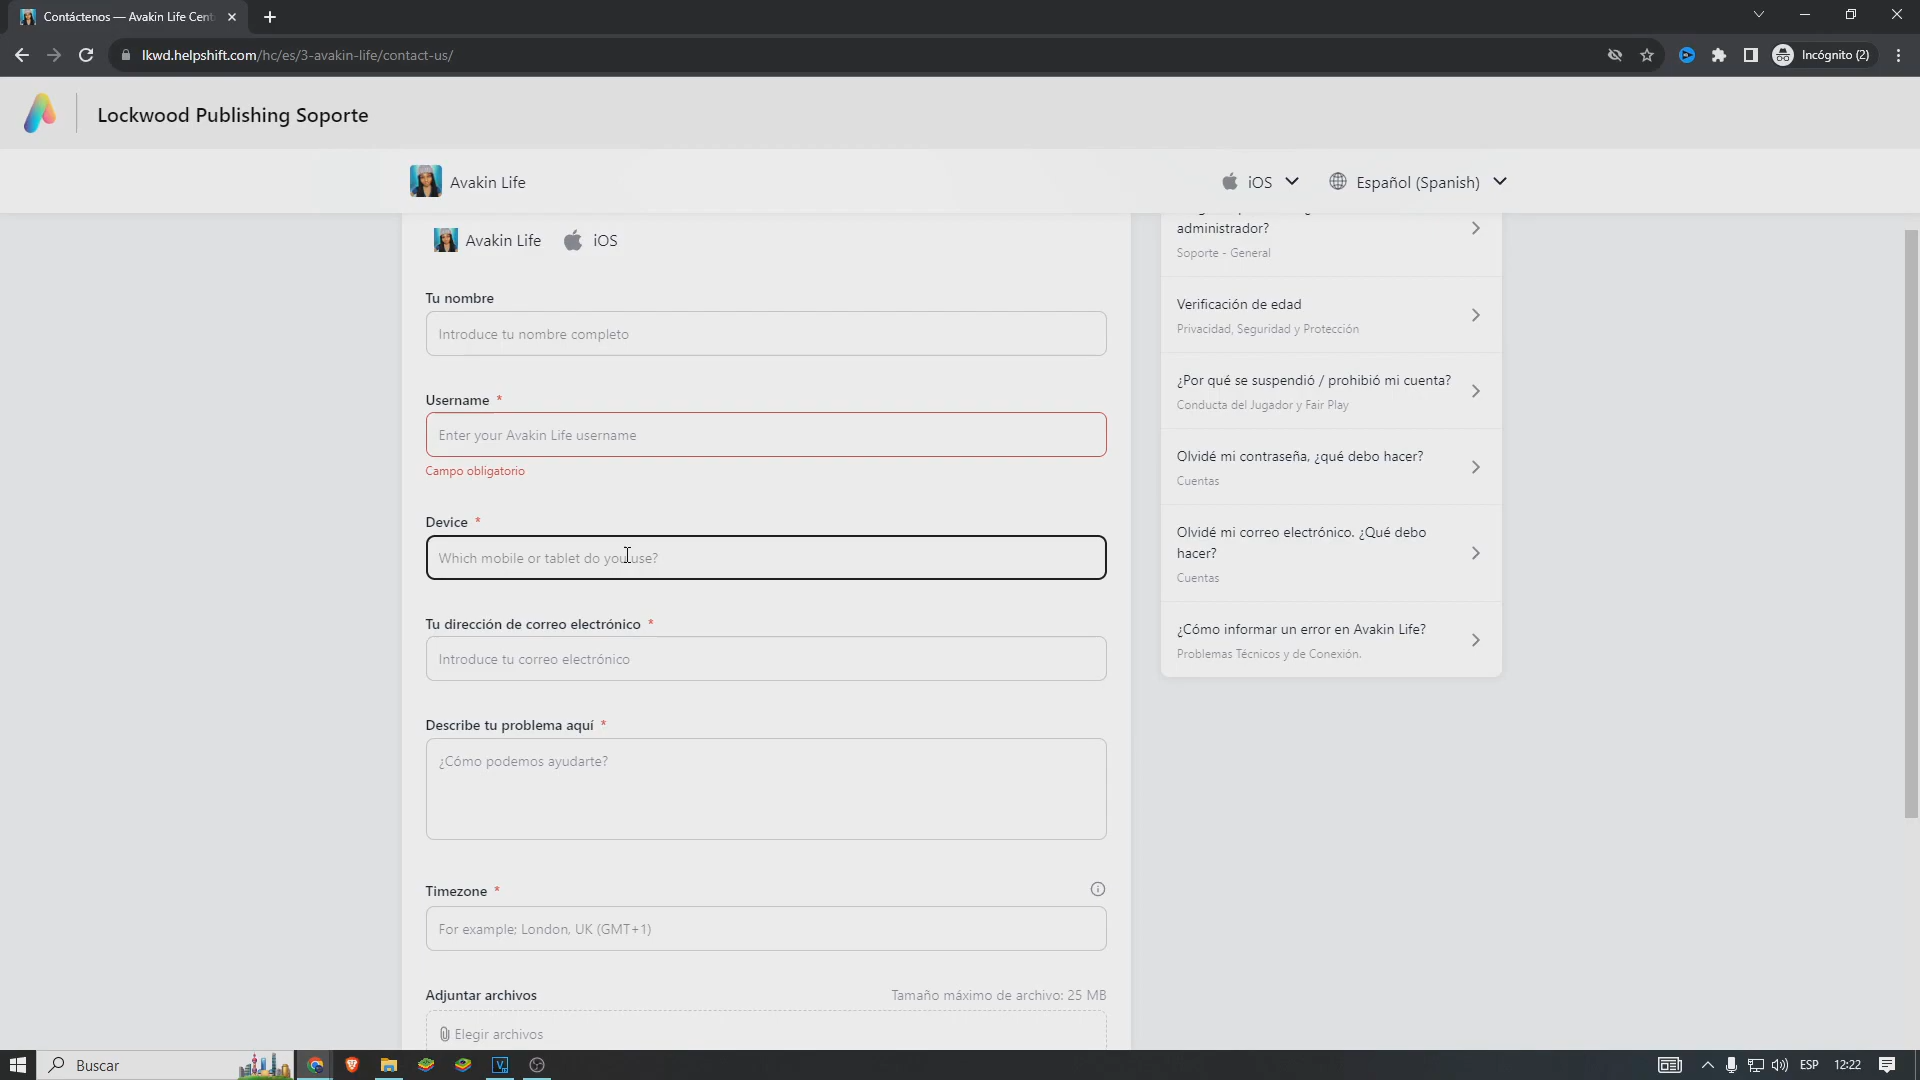 Contáctenos — Avakin Life Cent
lkwd.helpshift.com/hc/es/3-avakin-life/contact-us/
Incógnito (2)
Lockwood Publishing Soporte
Avakin Life
iOS
Español (Spanish)
Avakin Life
iOS
Tu nombre
Introduce tu nombre completo
Username *
Enter your Avakin Life username
Campo obligatorio
Device *
Which mobile or tablet do you use?
Tu dirección de correo electrónico *
Introduce tu correo electrónico
Describe tu problema aquí *
¿Cómo podemos ayudarte?
Timezone *
For example; London, UK (GMT+1)
Adjuntar archivos
Tamaño máximo de archivo: 25 MB
Elegir archivos
administrador?
Soporte - General
Verificación de edad
Privacidad, Seguridad y Protección
¿Por qué se suspendió / prohibió mi cuenta?
Conducta del Jugador y Fair Play
Olvidé mi contraseña, ¿qué debo hacer?
Cuentas
Olvidé mi correo electrónico. ¿Qué debo
hacer?
Cuentas
¿Cómo informar un error en Avakin Life?
Problemas Técnicos y de Conexión.
Buscar
ESP
12:22